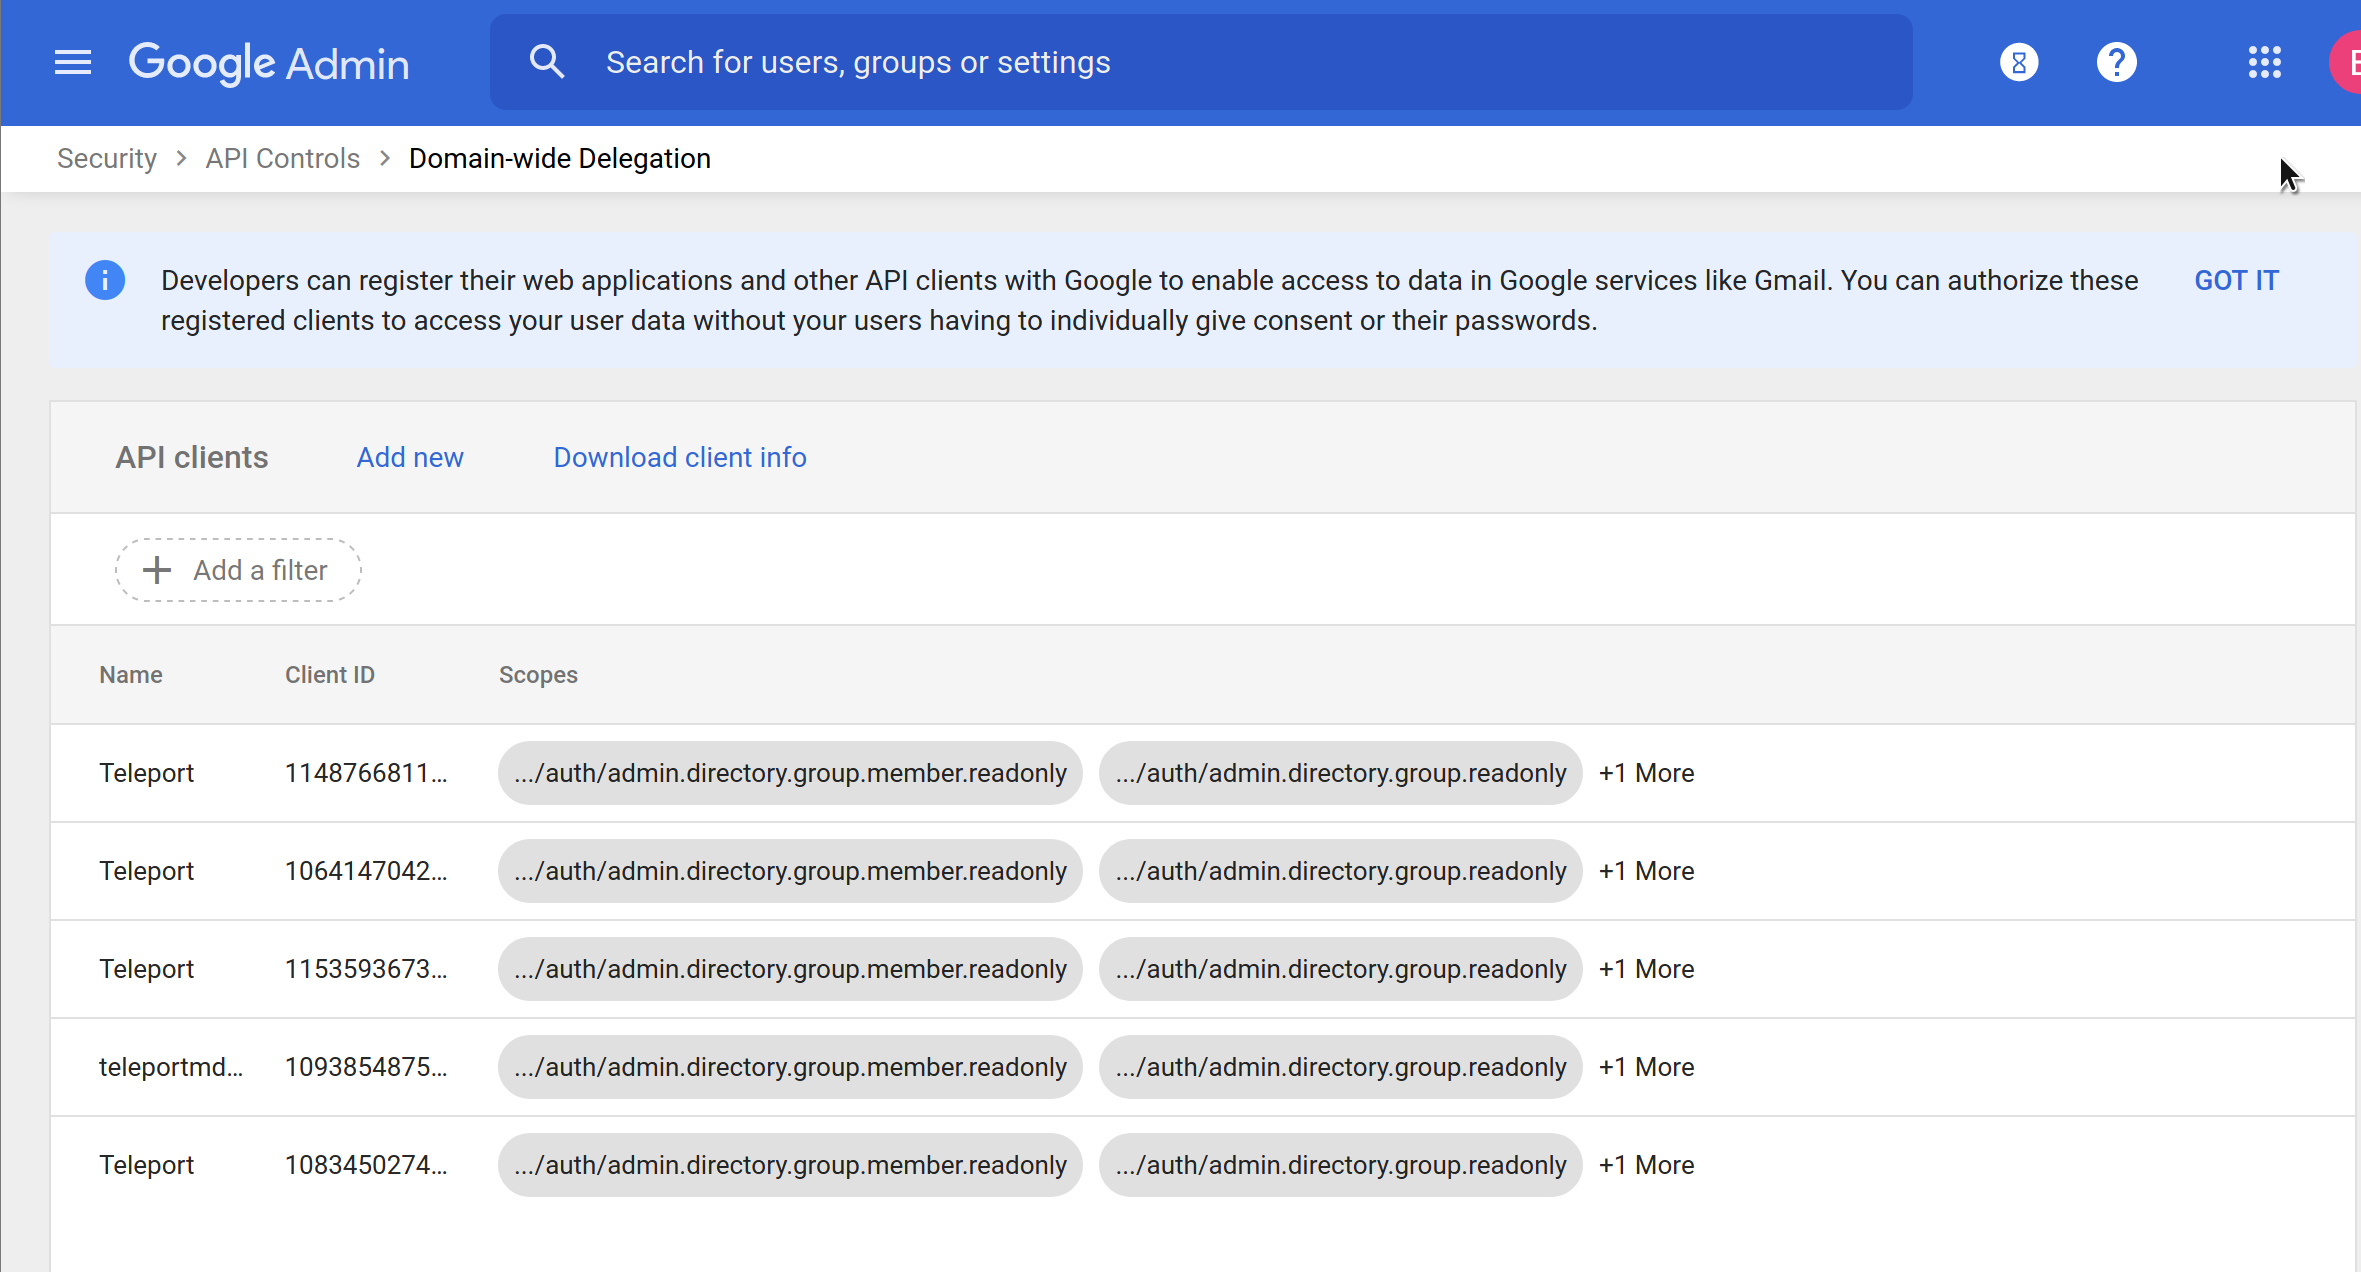 Google Admin
Search for users, groups or settings
Security > API Controls > Domain-wide Delegation
Developers can register their web applications and other API clients with Google to enable access to data in Google services like Gmail. You can authorize these
registered clients to access your user data without your users having to individually give consent or their passwords.
GOT IT
API clients
Add new
Download client info
Add a filter
Name Client ID Scopes
Teleport 1148766811... .../auth/admin.directory.group.member.readonly .../auth/admin.directory.group.readonly +1 More
Teleport 1064147042... .../auth/admin.directory.group.member.readonly .../auth/admin.directory.group.readonly +1 More
Teleport 1153593673... .../auth/admin.directory.group.member.readonly .../auth/admin.directory.group.readonly +1 More
teleportmd... 1093854875... .../auth/admin.directory.group.member.readonly .../auth/admin.directory.group.readonly +1 More
Teleport 1083450274... .../auth/admin.directory.group.member.readonly .../auth/admin.directory.group.readonly +1 More